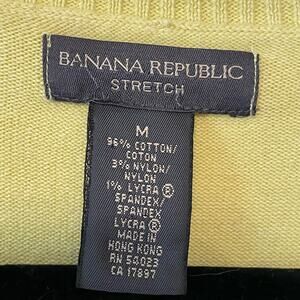 BANANA REPUBLIC
STRETCH
M
96% COTTON/
COTON
3% NYLON/
NYLON
1% LYCRA ®
SPANDEX/
SPANDEX
LYCRA ®
MADE IN
HONG KONG
RN 54023
CA 17897